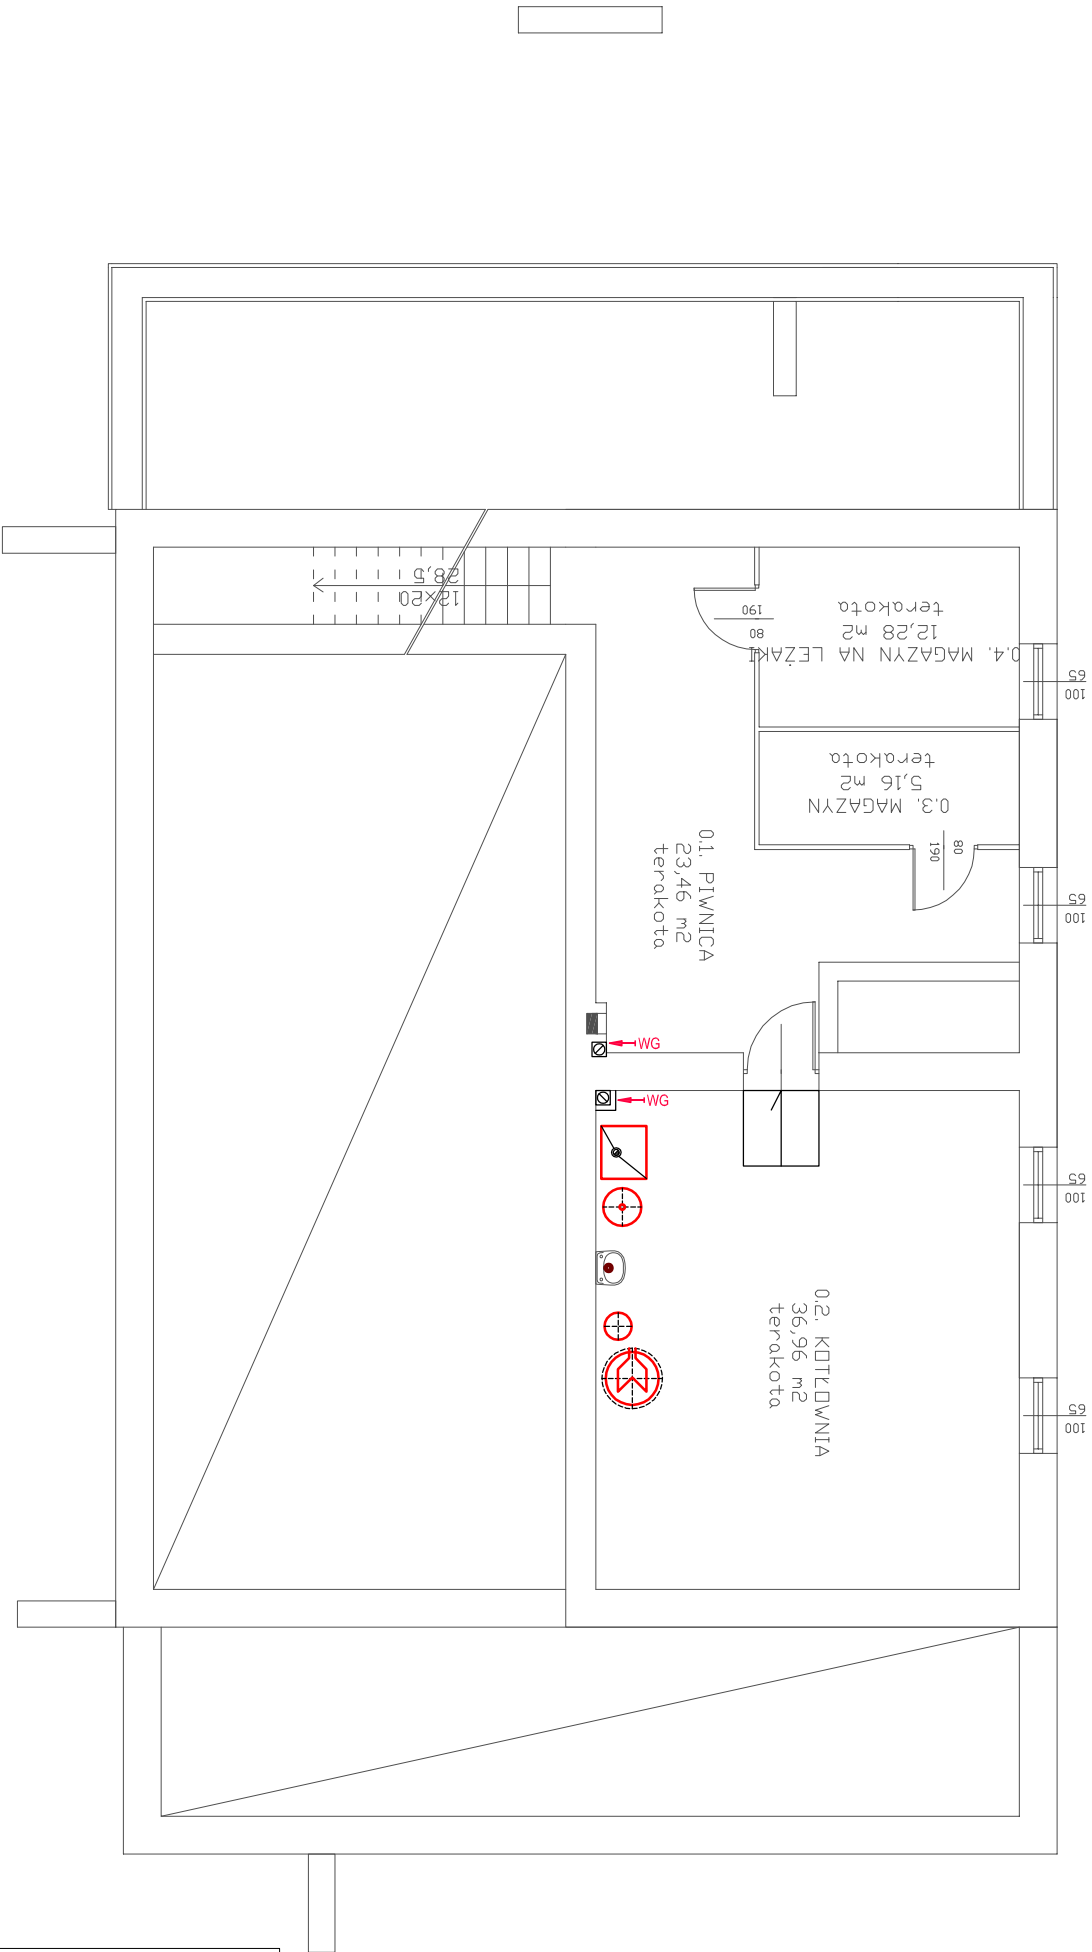 12×20
28,5
80
190
0.4. MAGAZYN NA LEŻAKI
12,28 m2
terakota
100
65
0.3. MAGAZYN
5,16 m2
terakota
80
190
100
65
0.1. PIWNICA
23,46 m2
terakota
WG
WG
100
65
0.2. KOTŁOWNIA
36,96 m2
terakota
100
65